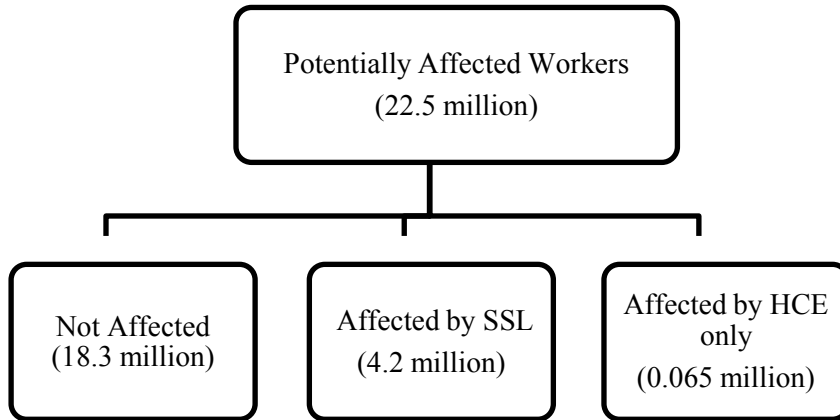 Potentially Affected Workers
(22.5 million)
Not Affected
(18.3 million)
Affected by SSL
(4.2 million)
Affected by HCE
only
(0.065 million)